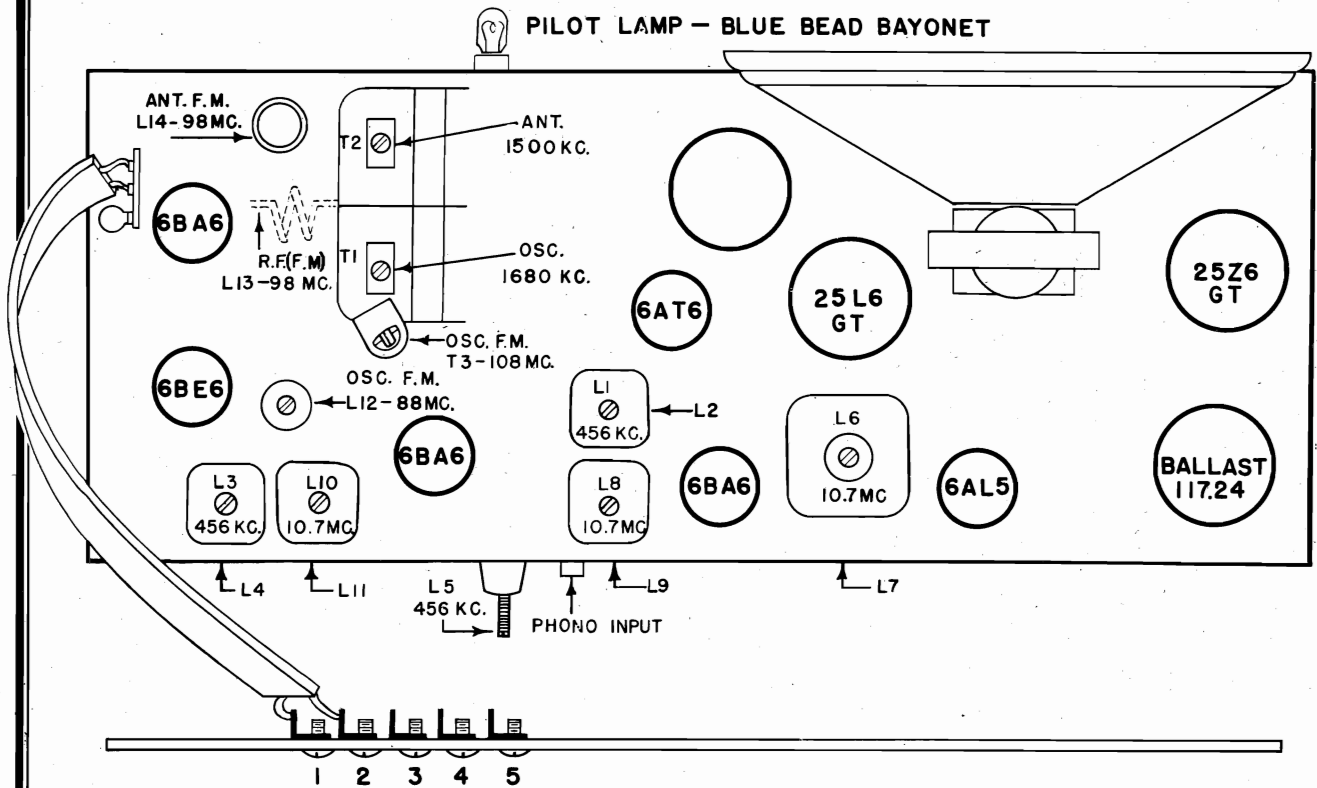 PILOT LAMP — BLUE BEAD BAYONET
ANT. F.M.
L14-98MC.
T2
ANT.
1500 KC.
6BA6
R.F.(F.M)
L13-98 MC.
T1
OSC.
1680 KC.
OSC. F.M.
T3-108MC.
6AT6
25L6
GT
25Z6
GT
6BE6
OSC. F.M.
L12-88MC.
6BA6
L1
456 KC.
L2
L6
10.7MC
L3
456 KC.
L10
10.7MC
L8
10.7MC
6BA6
6AL5
BALLAST
117.24
L4
L11
L5
456 KC.
PHONO INPUT
L9
L7
1 2 3 4 5